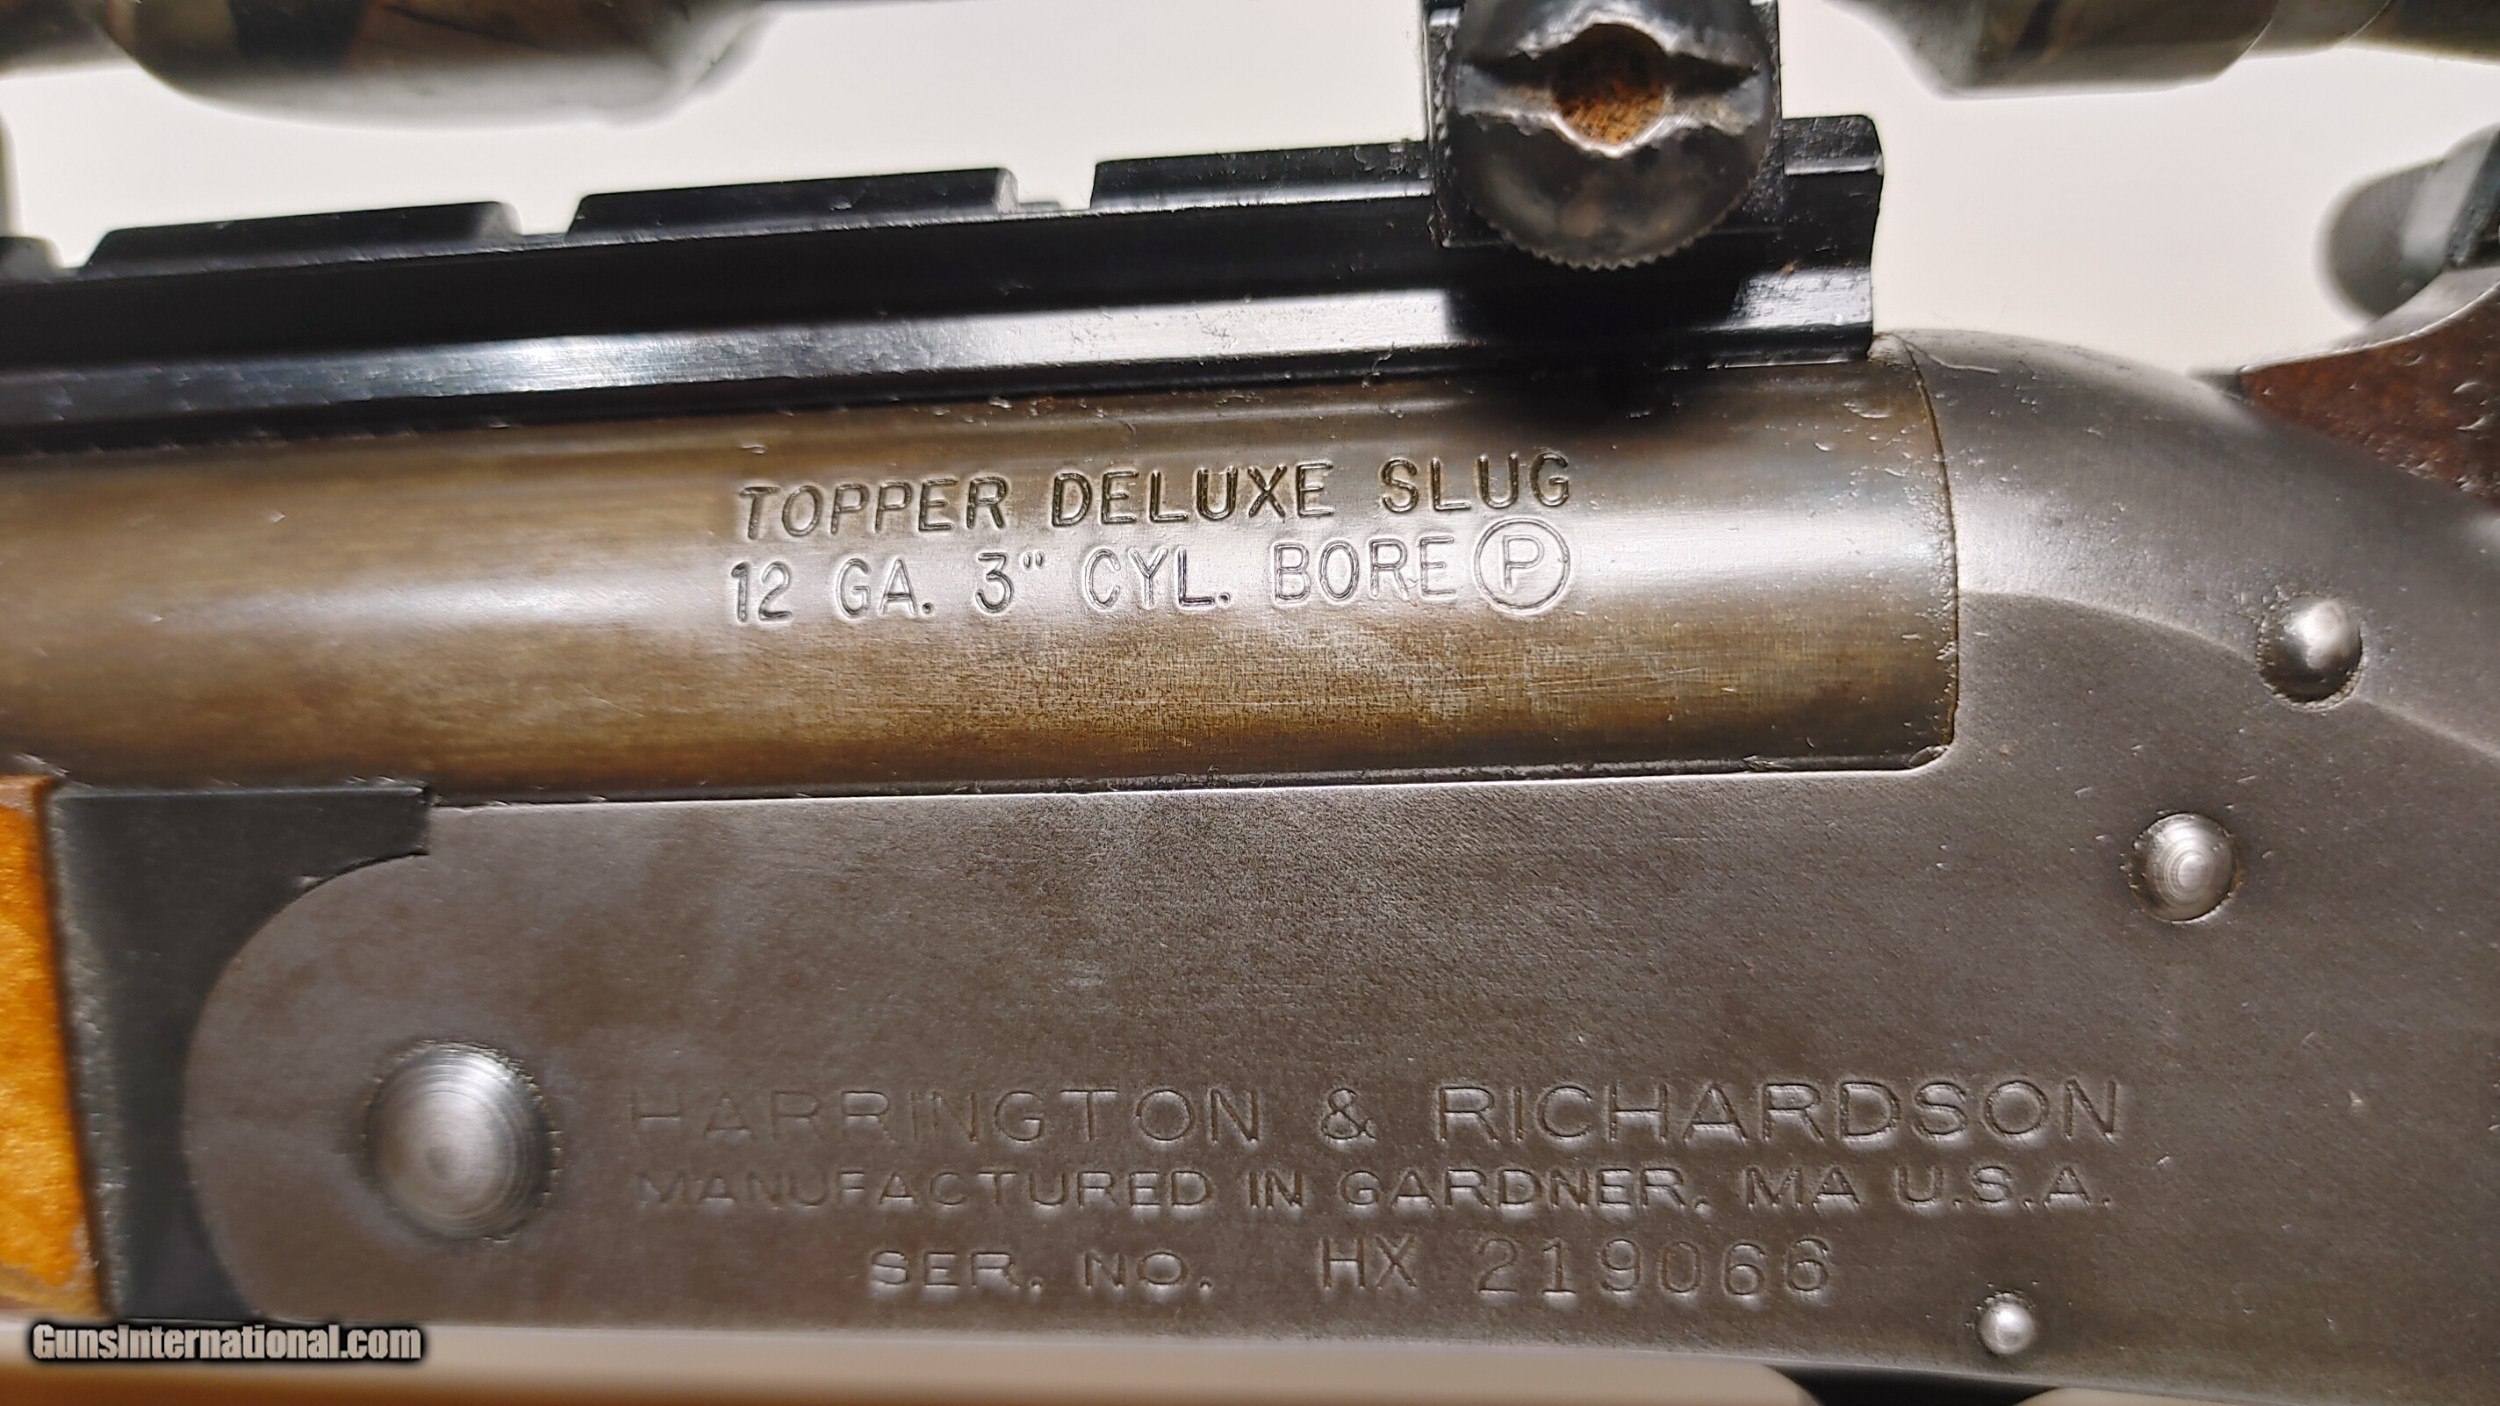 TOPPER DELUXE SLUG
12 GA. 3" CYL. BORE P
HARRINGTON & RICHARDSON
MANUFACTURED IN GARDNER, MA U.S.A.
SER. NO. HX 219066
GunsInternational.com